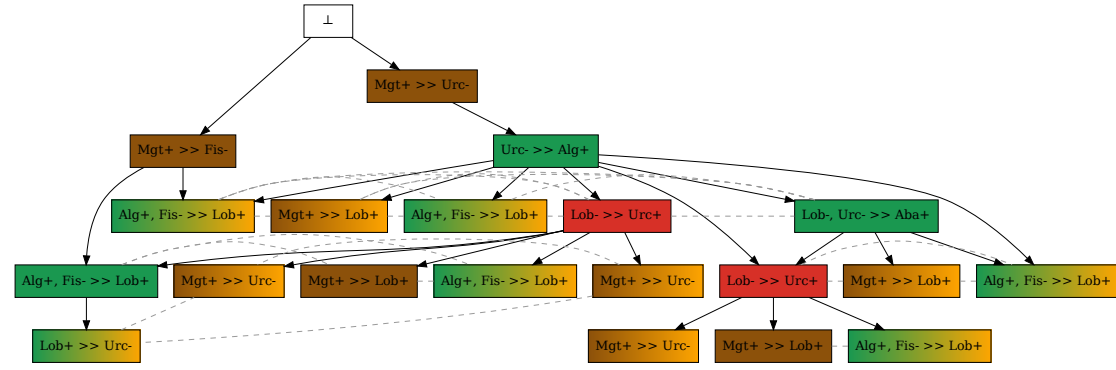 ⊥
Mgt+ >> Urc-
Mgt+ >> Fis-
Urc- >> Alg+
Alg+, Fis- >> Lob+
Mgt+ >> Lob+
Alg+, Fis- >> Lob+
Lob- >> Urc+
Lob-, Urc- >> Aba+
Alg+, Fis- >> Lob+
Mgt+ >> Urc-
Mgt+ >> Lob+
Alg+, Fis- >> Lob+
Mgt+ >> Urc-
Lob- >> Urc+
Mgt+ >> Lob+
Alg+, Fis- >> Lob+
Lob+ >> Urc-
Mgt+ >> Urc-
Mgt+ >> Lob+
Alg+, Fis- >> Lob+